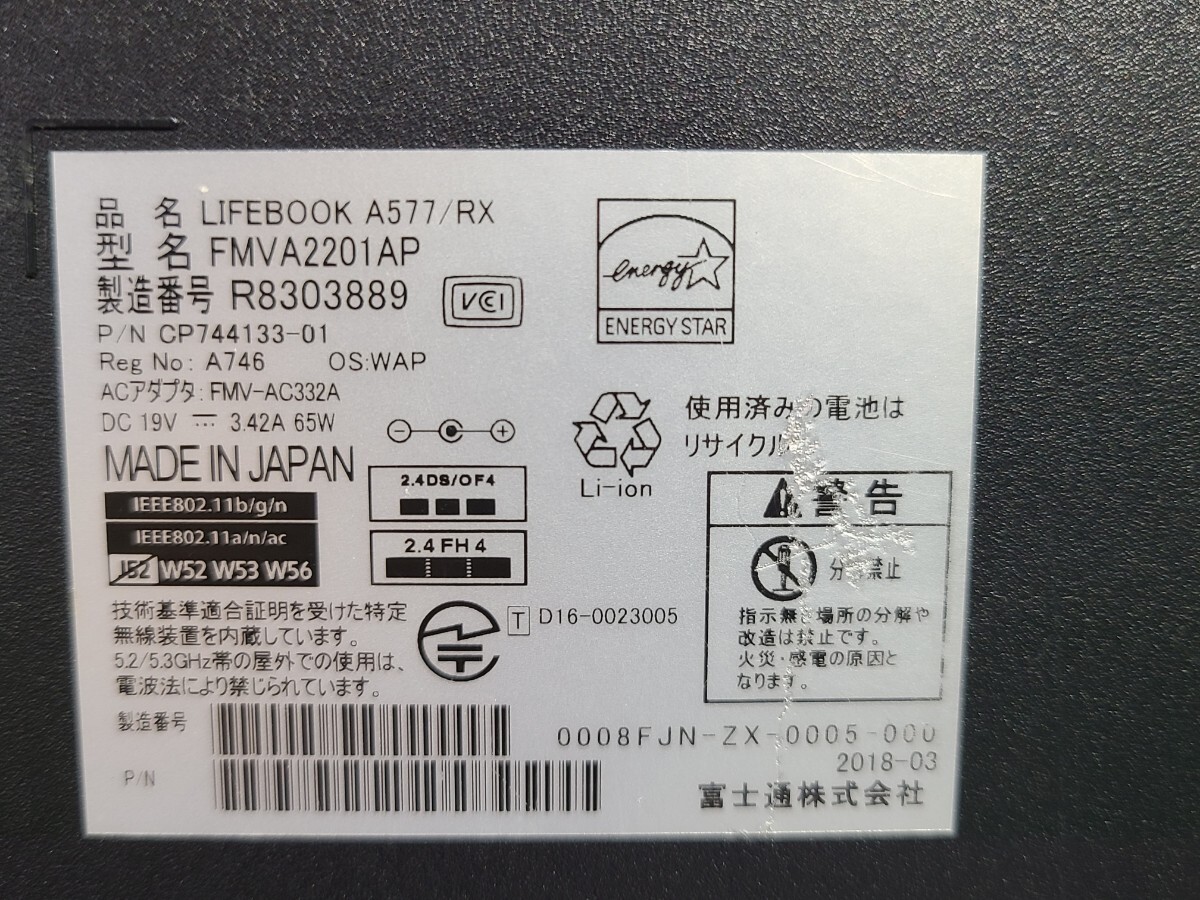 品 名 LIFEBOOK A577/RX
型 名 FMVA2201AP
製造番号 R8303889
VCI
P/N CP744133-01
Reg No: A746 OS:WAP
ACアダプタ: FMV-AC332A
DC 19V 3.42A 65W
MADE IN JAPAN
energy
ENERGY STAR
使用済みの電池は
リサイクル
Li-ion
2.4DS/OF4
2.4FH4
IEEE802.11b/g/n
IEEE802.11a/n/ac
J52 W52 W53 W56
技術基準適合証明を受けた特定
無線装置を内蔵しています。
5.2/5.3GHz帯の屋外での使用は、
電波法により禁じられています。
T D16-0023005
警告
禁止
指示無き場所の分解や
改造は禁止です。
火災・感電の原因と
なります。
製造番号
P/N
0008FJN-ZX-0005-000
2018-03
富士通株式会社